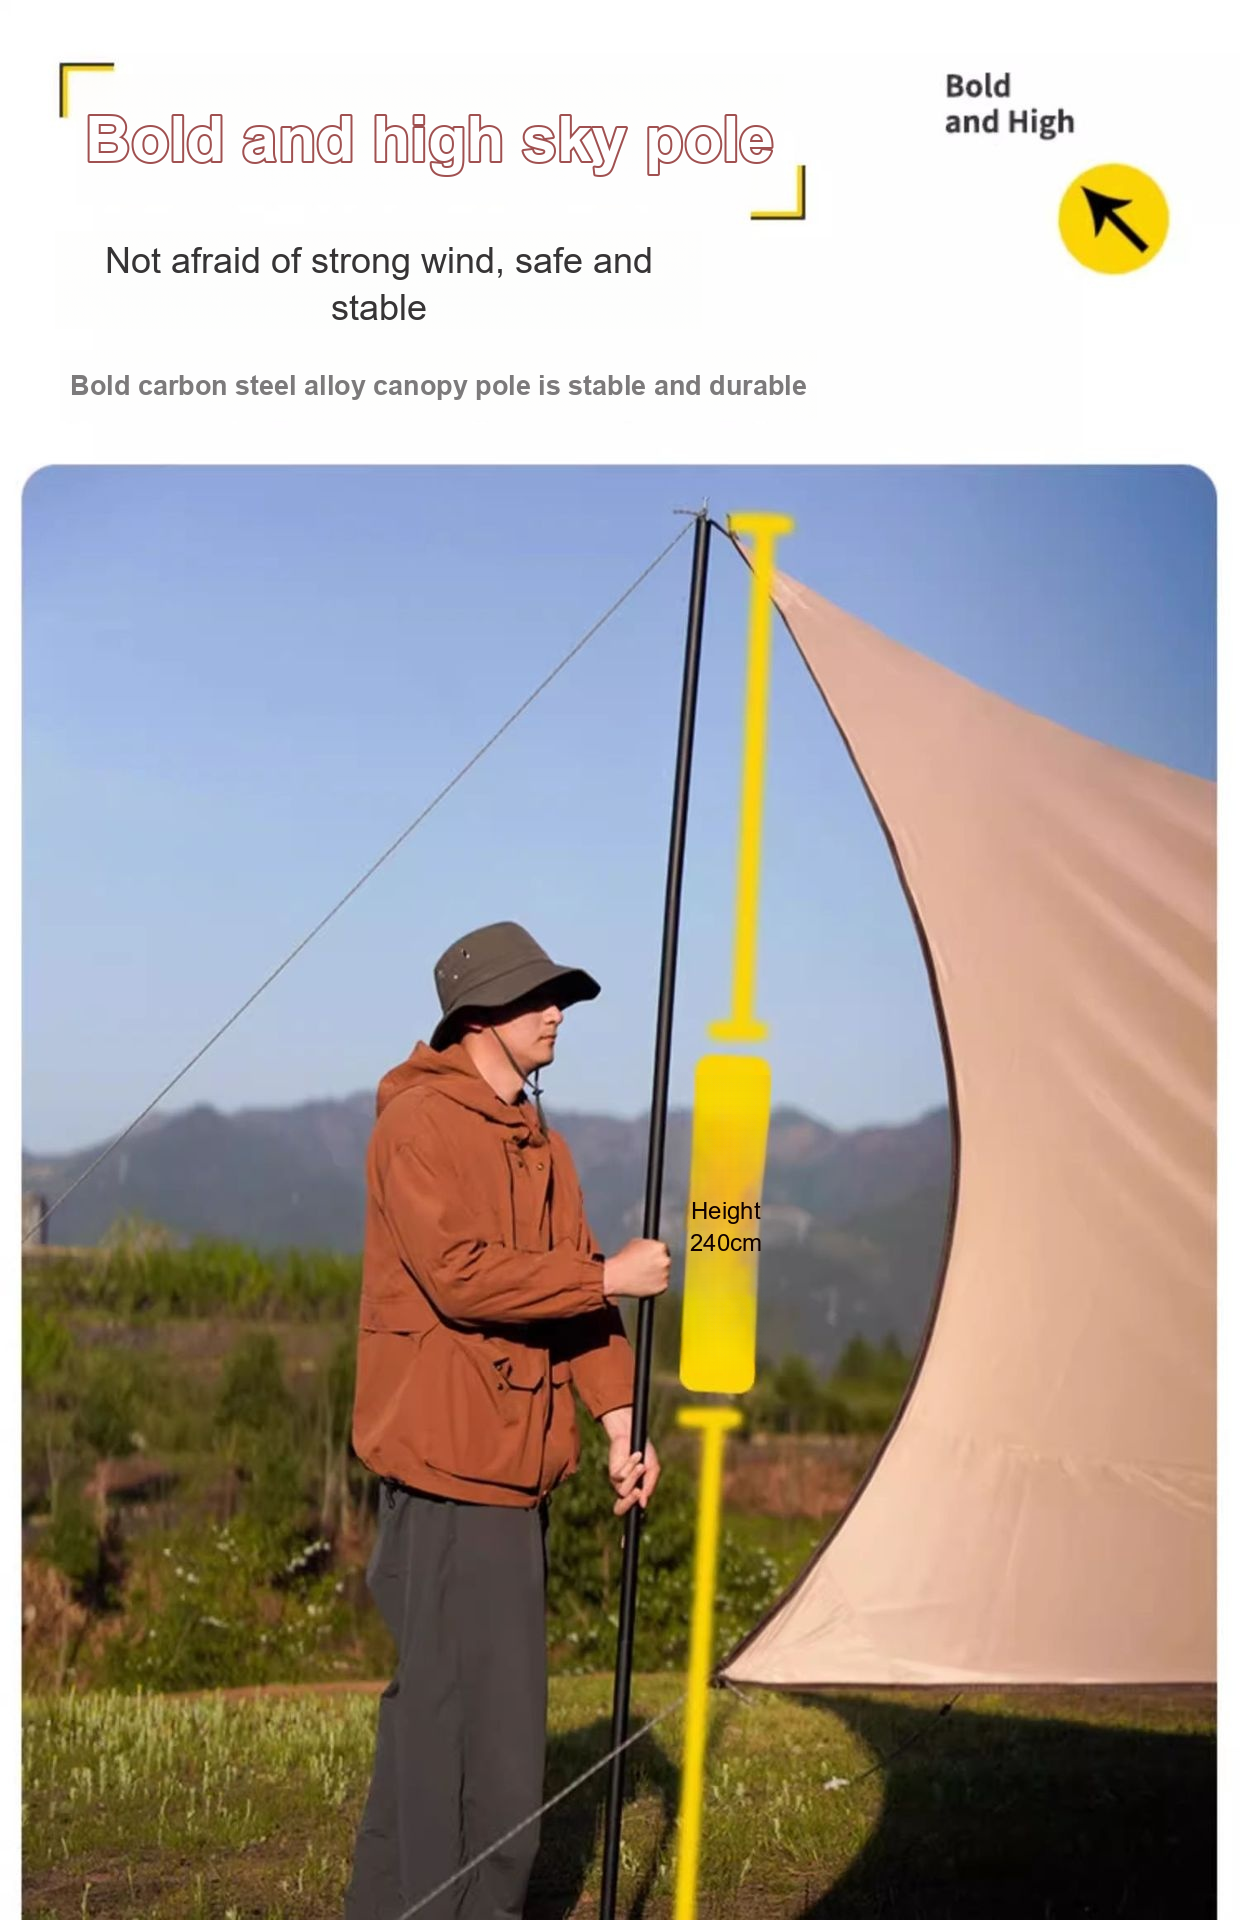 Bold
and High
Bold and high sky pole
Not afraid of strong wind, safe and
stable
Bold carbon steel alloy canopy pole is stable and durable
Height
240cm